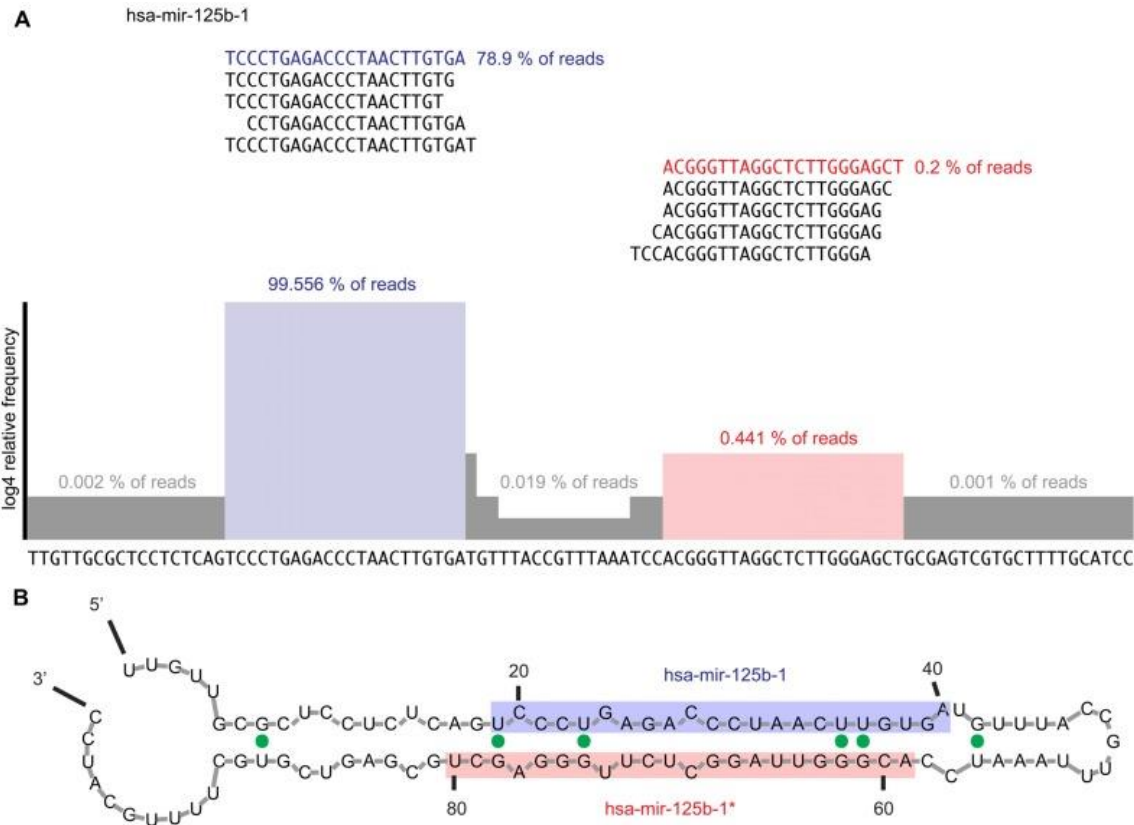 A
hsa-mir-125b-1
TCCCTGAGACCCTAACTTGTGA 78.9 % of reads
TCCCTGAGACCCTAACTTGTG
TCCCTGAGACCCTAACTTGT
CCTGAGACCCTAACTTGTGA
TCCCTGAGACCCTAACTTGTGAT
ACGGGTTAGGCTCTTGGGAGCT 0.2 % of reads
ACGGGTTAGGCTCTTGGGAGC
ACGGGTTAGGCTCTTGGGAG
CACGGGTTAGGCTCTTGGGAG
TCCACGGGTTAGGCTCTTGGGA
log4 relative frequency
0.002 % of reads
99.556 % of reads
0.019 % of reads
0.441 % of reads
0.001 % of reads
TTGTTGCGCTCCTCTCAGTCCCTGAGACCCTAACTTGTGATGTTTACCGTTTAAATCCACGGGTTAGGCTCTTGGGAGCTGCGAGTCGTGCTTTTGCATCC
B
5'
3'
20
hsa-mir-125b-1
40
UUGUUGCGCUCCUCUCAGUCCCUGAGACCCUAACUUGUGAUGUUUACCG
CCUACGUUUUCGUGCUGAGCGUCGAGGGUUCUCGGAUUGGGCACCUAAAUUU
80
hsa-mir-125b-1*
60